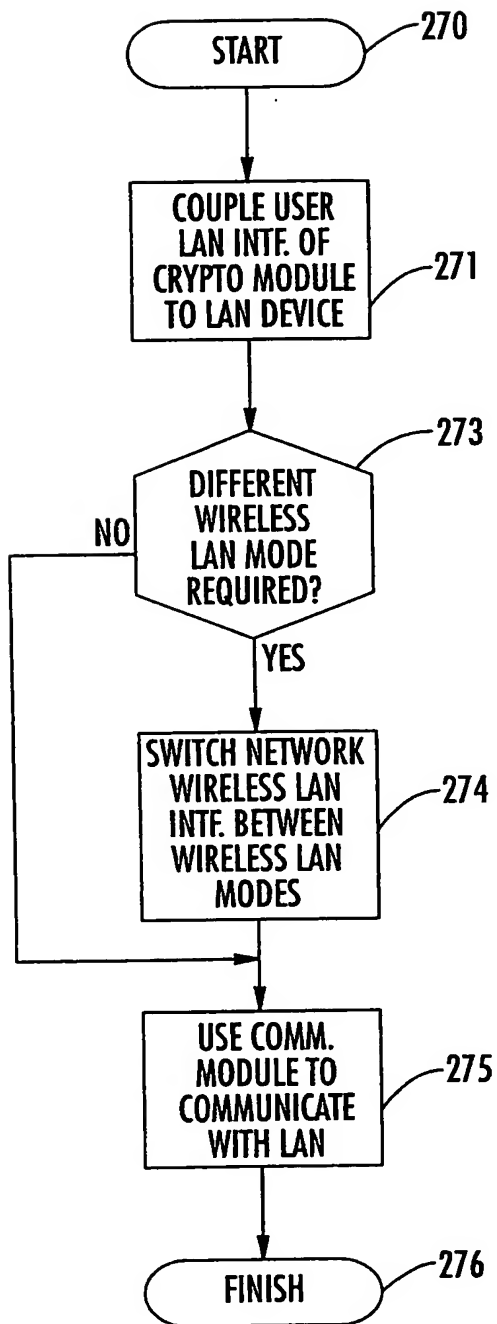 START
270
COUPLE USER
LAN INTF. OF
CRYPTO MODULE
TO LAN DEVICE
271
273
DIFFERENT
WIRELESS
LAN MODE
REQUIRED?
NO
YES
SWITCH NETWORK
WIRELESS LAN
INTF. BETWEEN
WIRELESS LAN
MODES
274
USE COMM.
MODULE TO
COMMUNICATE
WITH LAN
275
FINISH
276